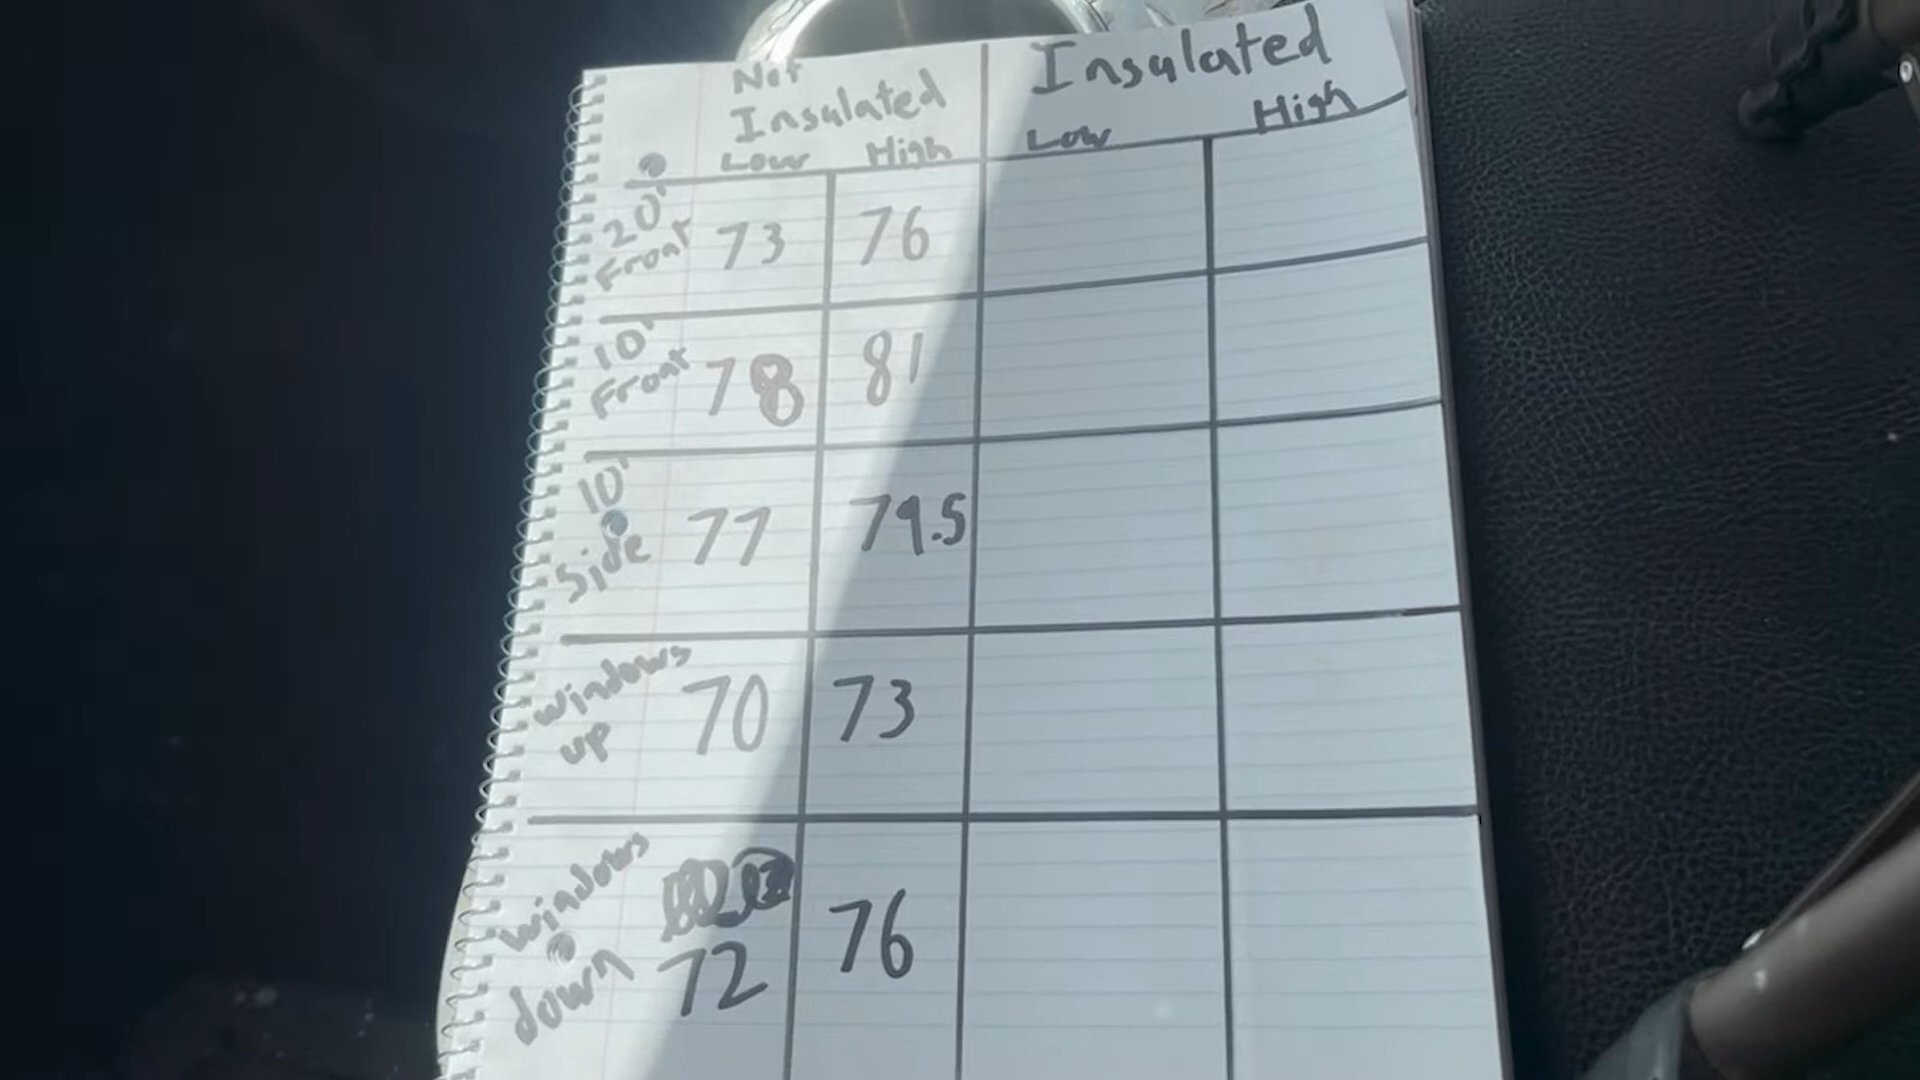 Not
Insulated Insulated
Low High Low High
20'
Front 73 76
10'
Front 78 81
10'
Side 77 79.5
windows
up 70 73
windows
down 72 76